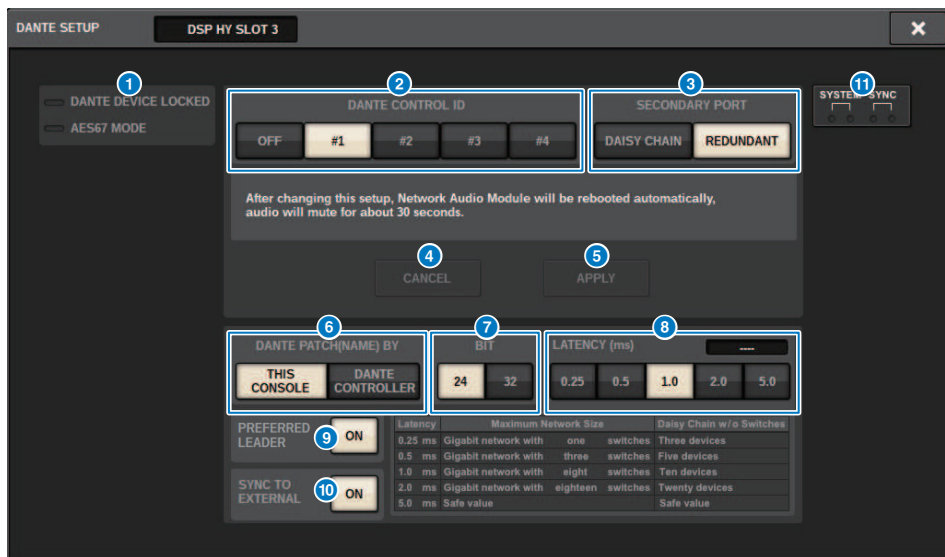 DANTE SETUP
DSP HY SLOT 3
×
1
DANTE DEVICE LOCKED
AES67 MODE
2
DANTE CONTROL ID
OFF #1 #2 #3 #4
3
SECONDARY PORT
DAISY CHAIN REDUNDANT
11
SYSTEM SYNC
After changing this setup, Network Audio Module will be rebooted automatically,
audio will mute for about 30 seconds.
4
CANCEL
5
APPLY
6
DANTE PATCH(NAME) BY
THIS
CONSOLE
DANTE
CONTROLLER
7
BIT
24 32
8
LATENCY (ms)
----
0.25 0.5 1.0 2.0 5.0
PREFERRED
LEADER
9
ON
SYNC TO
EXTERNAL
10
ON
Latency Maximum Network Size Daisy Chain w/o Switches
0.25 ms Gigabit network with one switches Three devices
0.5 ms Gigabit network with three switches Five devices
1.0 ms Gigabit network with eight switches Ten devices
2.0 ms Gigabit network with eighteen switches Twenty devices
5.0 ms Safe value Safe value